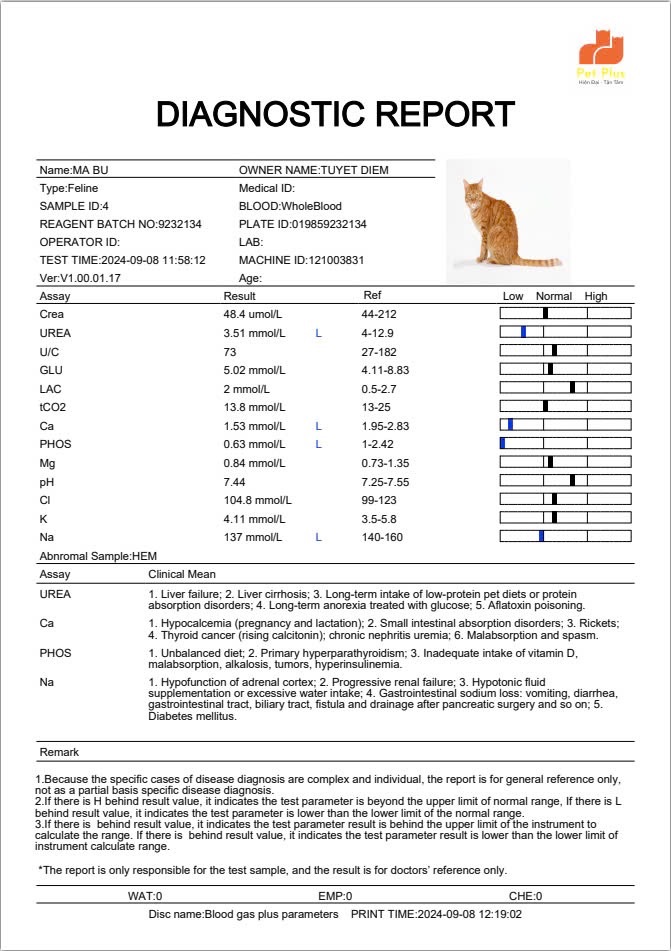 Pet Plus
Hiện Đại - Tận Tâm
DIAGNOSTIC REPORT
Name:MA BU OWNER NAME:TUYET DIEM
Type:Feline Medical ID:
SAMPLE ID:4 BLOOD:WholeBlood
REAGENT BATCH NO:9232134 PLATE ID:019859232134
OPERATOR ID: LAB:
TEST TIME:2024-09-08 11:58:12 MACHINE ID:121003831
Ver:V1.00.01.17 Age:
Assay Result Ref Low Normal High
Crea 48.4 umol/L 44-212
UREA 3.51 mmol/L L 4-12.9
U/C 73 27-182
GLU 5.02 mmol/L 4.11-8.83
LAC 2 mmol/L 0.5-2.7
tCO2 13.8 mmol/L 13-25
Ca 1.53 mmol/L L 1.95-2.83
PHOS 0.63 mmol/L L 1-2.42
Mg 0.84 mmol/L 0.73-1.35
pH 7.44 7.25-7.55
Cl 104.8 mmol/L 99-123
K 4.11 mmol/L 3.5-5.8
Na 137 mmol/L L 140-160
Abnromal Sample:HEM
Assay Clinical Mean
UREA 1. Liver failure; 2. Liver cirrhosis; 3. Long-term intake of low-protein pet diets or protein
absorption disorders; 4. Long-term anorexia treated with glucose; 5. Aflatoxin poisoning.
Ca 1. Hypocalcemia (pregnancy and lactation); 2. Small intestinal absorption disorders; 3. Rickets;
4. Thyroid cancer (rising calcitonin); chronic nephritis uremia; 6. Malabsorption and spasm.
PHOS 1. Unbalanced diet; 2. Primary hyperparathyroidism; 3. Inadequate intake of vitamin D,
malabsorption, alkalosis, tumors, hyperinsulinemia.
Na 1. Hypofunction of adrenal cortex; 2. Progressive renal failure; 3. Hypotonic fluid
supplementation or excessive water intake; 4. Gastrointestinal sodium loss: vomiting, diarrhea,
gastrointestinal tract, biliary tract, fistula and drainage after pancreatic surgery and so on; 5.
Diabetes mellitus.
Remark
1.Because the specific cases of disease diagnosis are complex and individual, the report is for general reference only,
not as a partial basis specific disease diagnosis.
2.If there is H behind result value, it indicates the test parameter is beyond the upper limit of normal range, If there is L
behind result value, it indicates the test parameter is lower than the lower limit of the normal range.
3.If there is  behind result value, it indicates the test parameter result is behind the upper limit of the instrument to
calculate the range. If there is  behind result value, it indicates the test parameter result is lower than the lower limit of
instrument calculate range.
*The report is only responsible for the test sample, and the result is for doctors' reference only.
WAT:0 EMP:0 CHE:0
Disc name:Blood gas plus parameters PRINT TIME:2024-09-08 12:19:02